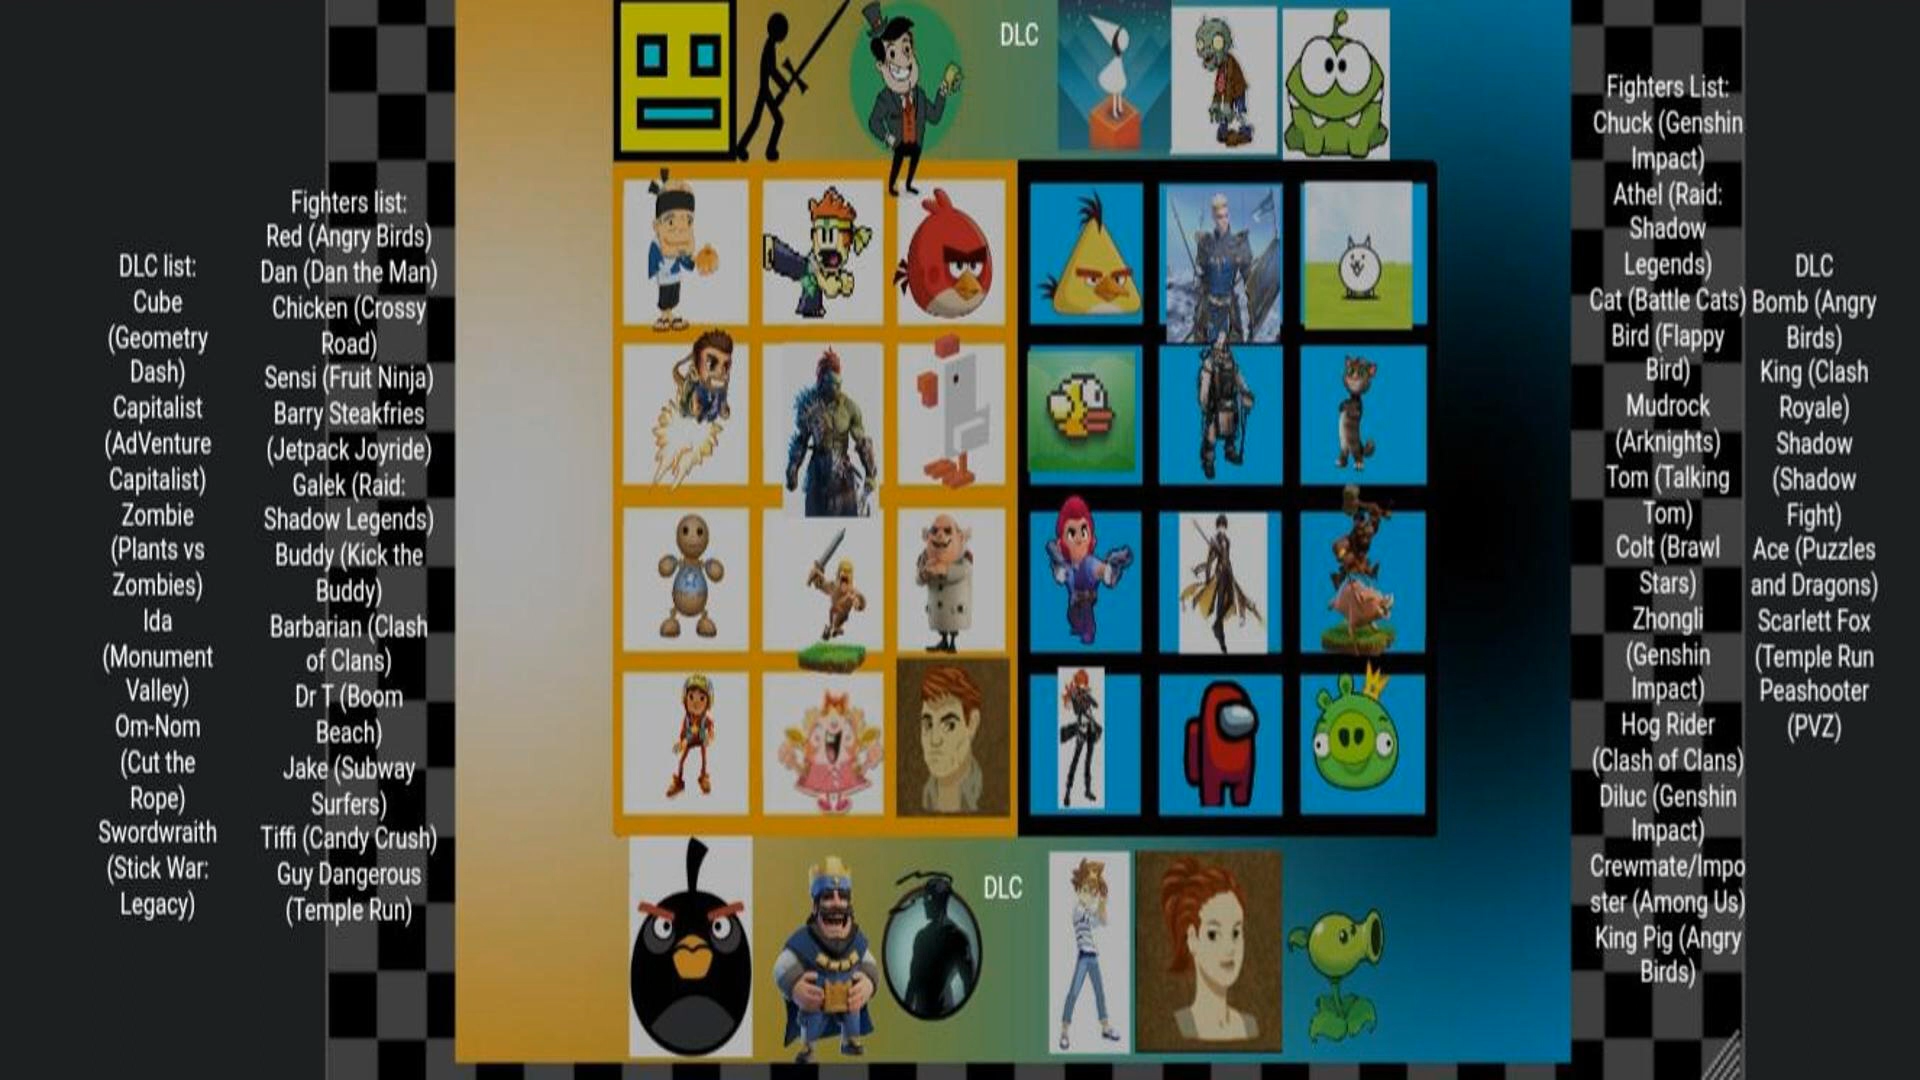 DLC
DLC list:
Cube
(Geometry
Dash)
Capitalist
(AdVenture
Capitalist)
Zombie
(Plants vs
Zombies)
Ida
(Monument
Valley)
Om-Nom
(Cut the
Rope)
Swordwraith
(Stick War:
Legacy)
Fighters list:
Red (Angry Birds)
Dan (Dan the Man)
Chicken (Crossy
Road)
Sensi (Fruit Ninja)
Barry Steakfries
(Jetpack Joyride)
Galek (Raid:
Shadow Legends)
Buddy (Kick the
Buddy)
Barbarian (Clash
of Clans)
Dr T (Boom
Beach)
Jake (Subway
Surfers)
Tiffi (Candy Crush)
Guy Dangerous
(Temple Run)
DLC
Fighters List:
Chuck (Genshin
Impact)
Athel (Raid:
Shadow
Legends)
Cat (Battle Cats)
Bird (Flappy
Bird)
Mudrock
(Arknights)
Tom (Talking
Tom)
Colt (Brawl
Stars)
Zhongli
(Genshin
Impact)
Hog Rider
(Clash of Clans)
Diluc (Genshin
Impact)
Crewmate/Impo
ster (Among Us)
King Pig (Angry
Birds)
DLC
Bomb (Angry
Birds)
King (Clash
Royale)
Shadow
(Shadow
Fight)
Ace (Puzzles
and Dragons)
Scarlett Fox
(Temple Run
Peashooter
(PVZ)